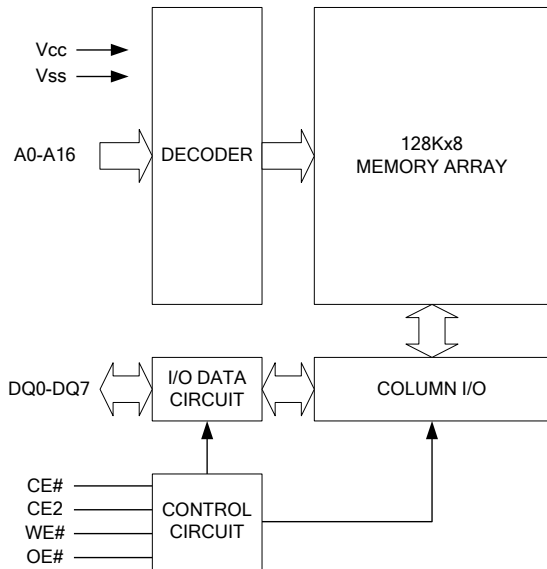 Vcc
Vss
A0-A16
DECODER
128Kx8
MEMORY ARRAY
DQ0-DQ7
I/O DATA
CIRCUIT
COLUMN I/O
CE#
CE2
WE#
OE#
CONTROL
CIRCUIT